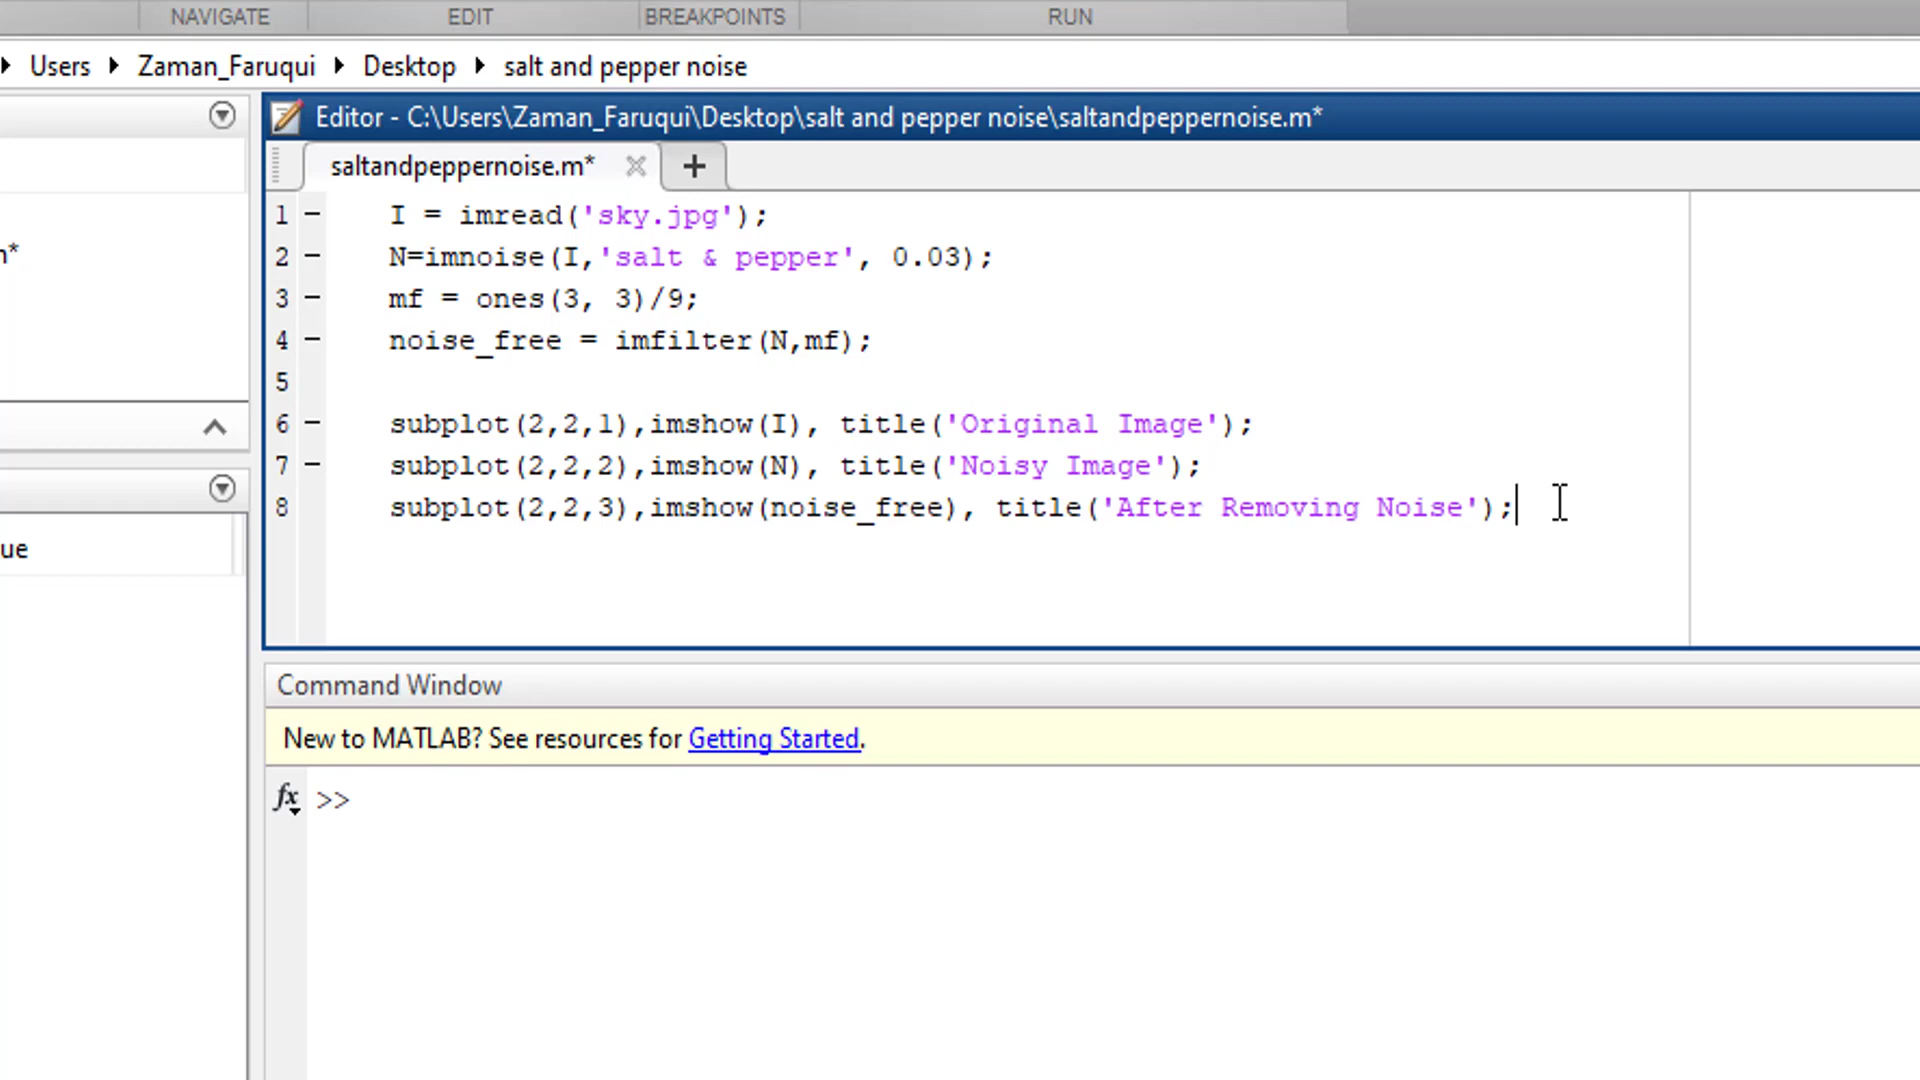 NAVIGATE EDIT BREAKPOINTS RUN
Users Zaman_Faruqui Desktop salt and pepper noise
Editor - C:\Users\Zaman_Faruqui\Desktop\salt and pepper noise\saltandpeppernoise.m*
saltandpeppernoise.m*
1 I = imread('sky.jpg');
2 N=imnoise(I,'salt & pepper', 0.03);
3 mf = ones(3, 3)/9;
4 noise_free = imfilter(N,mf);
5
6 subplot(2,2,1),imshow(I), title('Original Image');
7 subplot(2,2,2),imshow(N), title('Noisy Image');
8 subplot(2,2,3),imshow(noise_free), title('After Removing Noise');
ue
Command Window
New to MATLAB? See resources for Getting Started.
fx >>